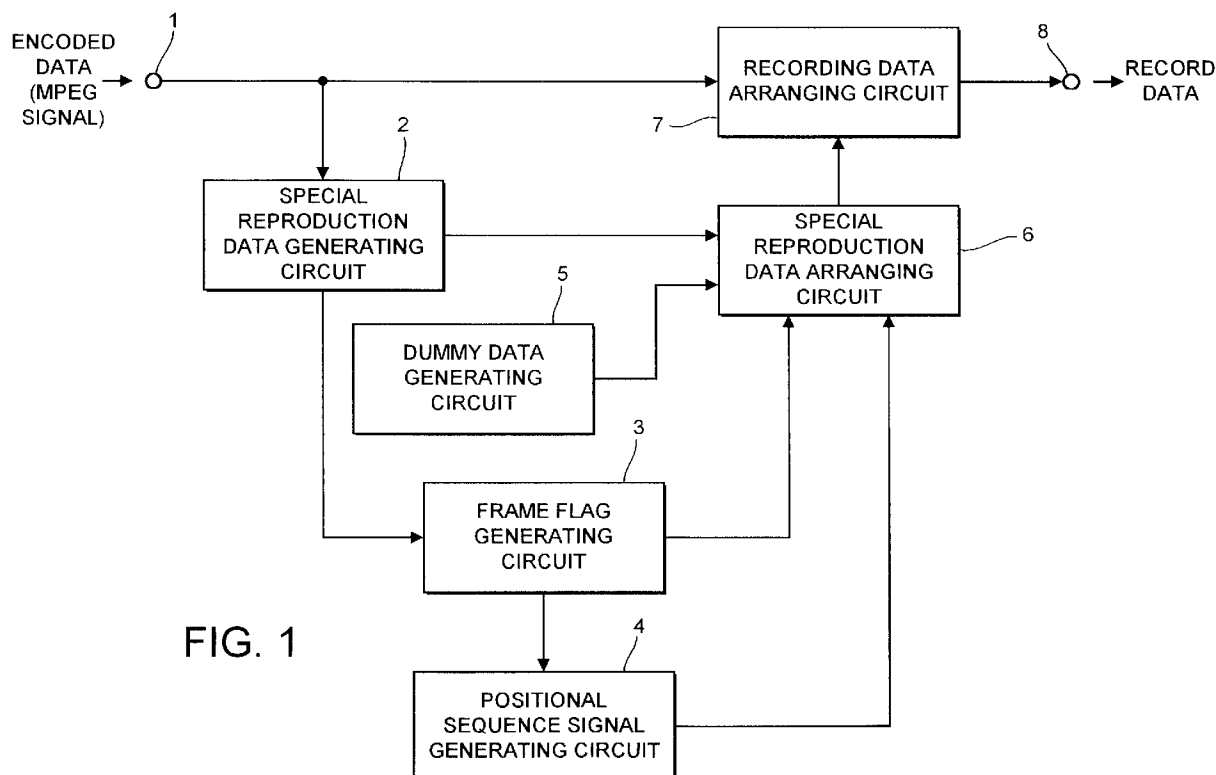 ENCODED
DATA
(MPEG
SIGNAL)
1
RECORDING DATA
ARRANGING CIRCUIT
7
8
RECORD
DATA
2
SPECIAL
REPRODUCTION
DATA GENERATING
CIRCUIT
SPECIAL
REPRODUCTION
DATA ARRANGING
CIRCUIT
6
5
DUMMY DATA
GENERATING
CIRCUIT
3
FRAME FLAG
GENERATING
CIRCUIT
FIG. 1
4
POSITIONAL
SEQUENCE SIGNAL
GENERATING CIRCUIT